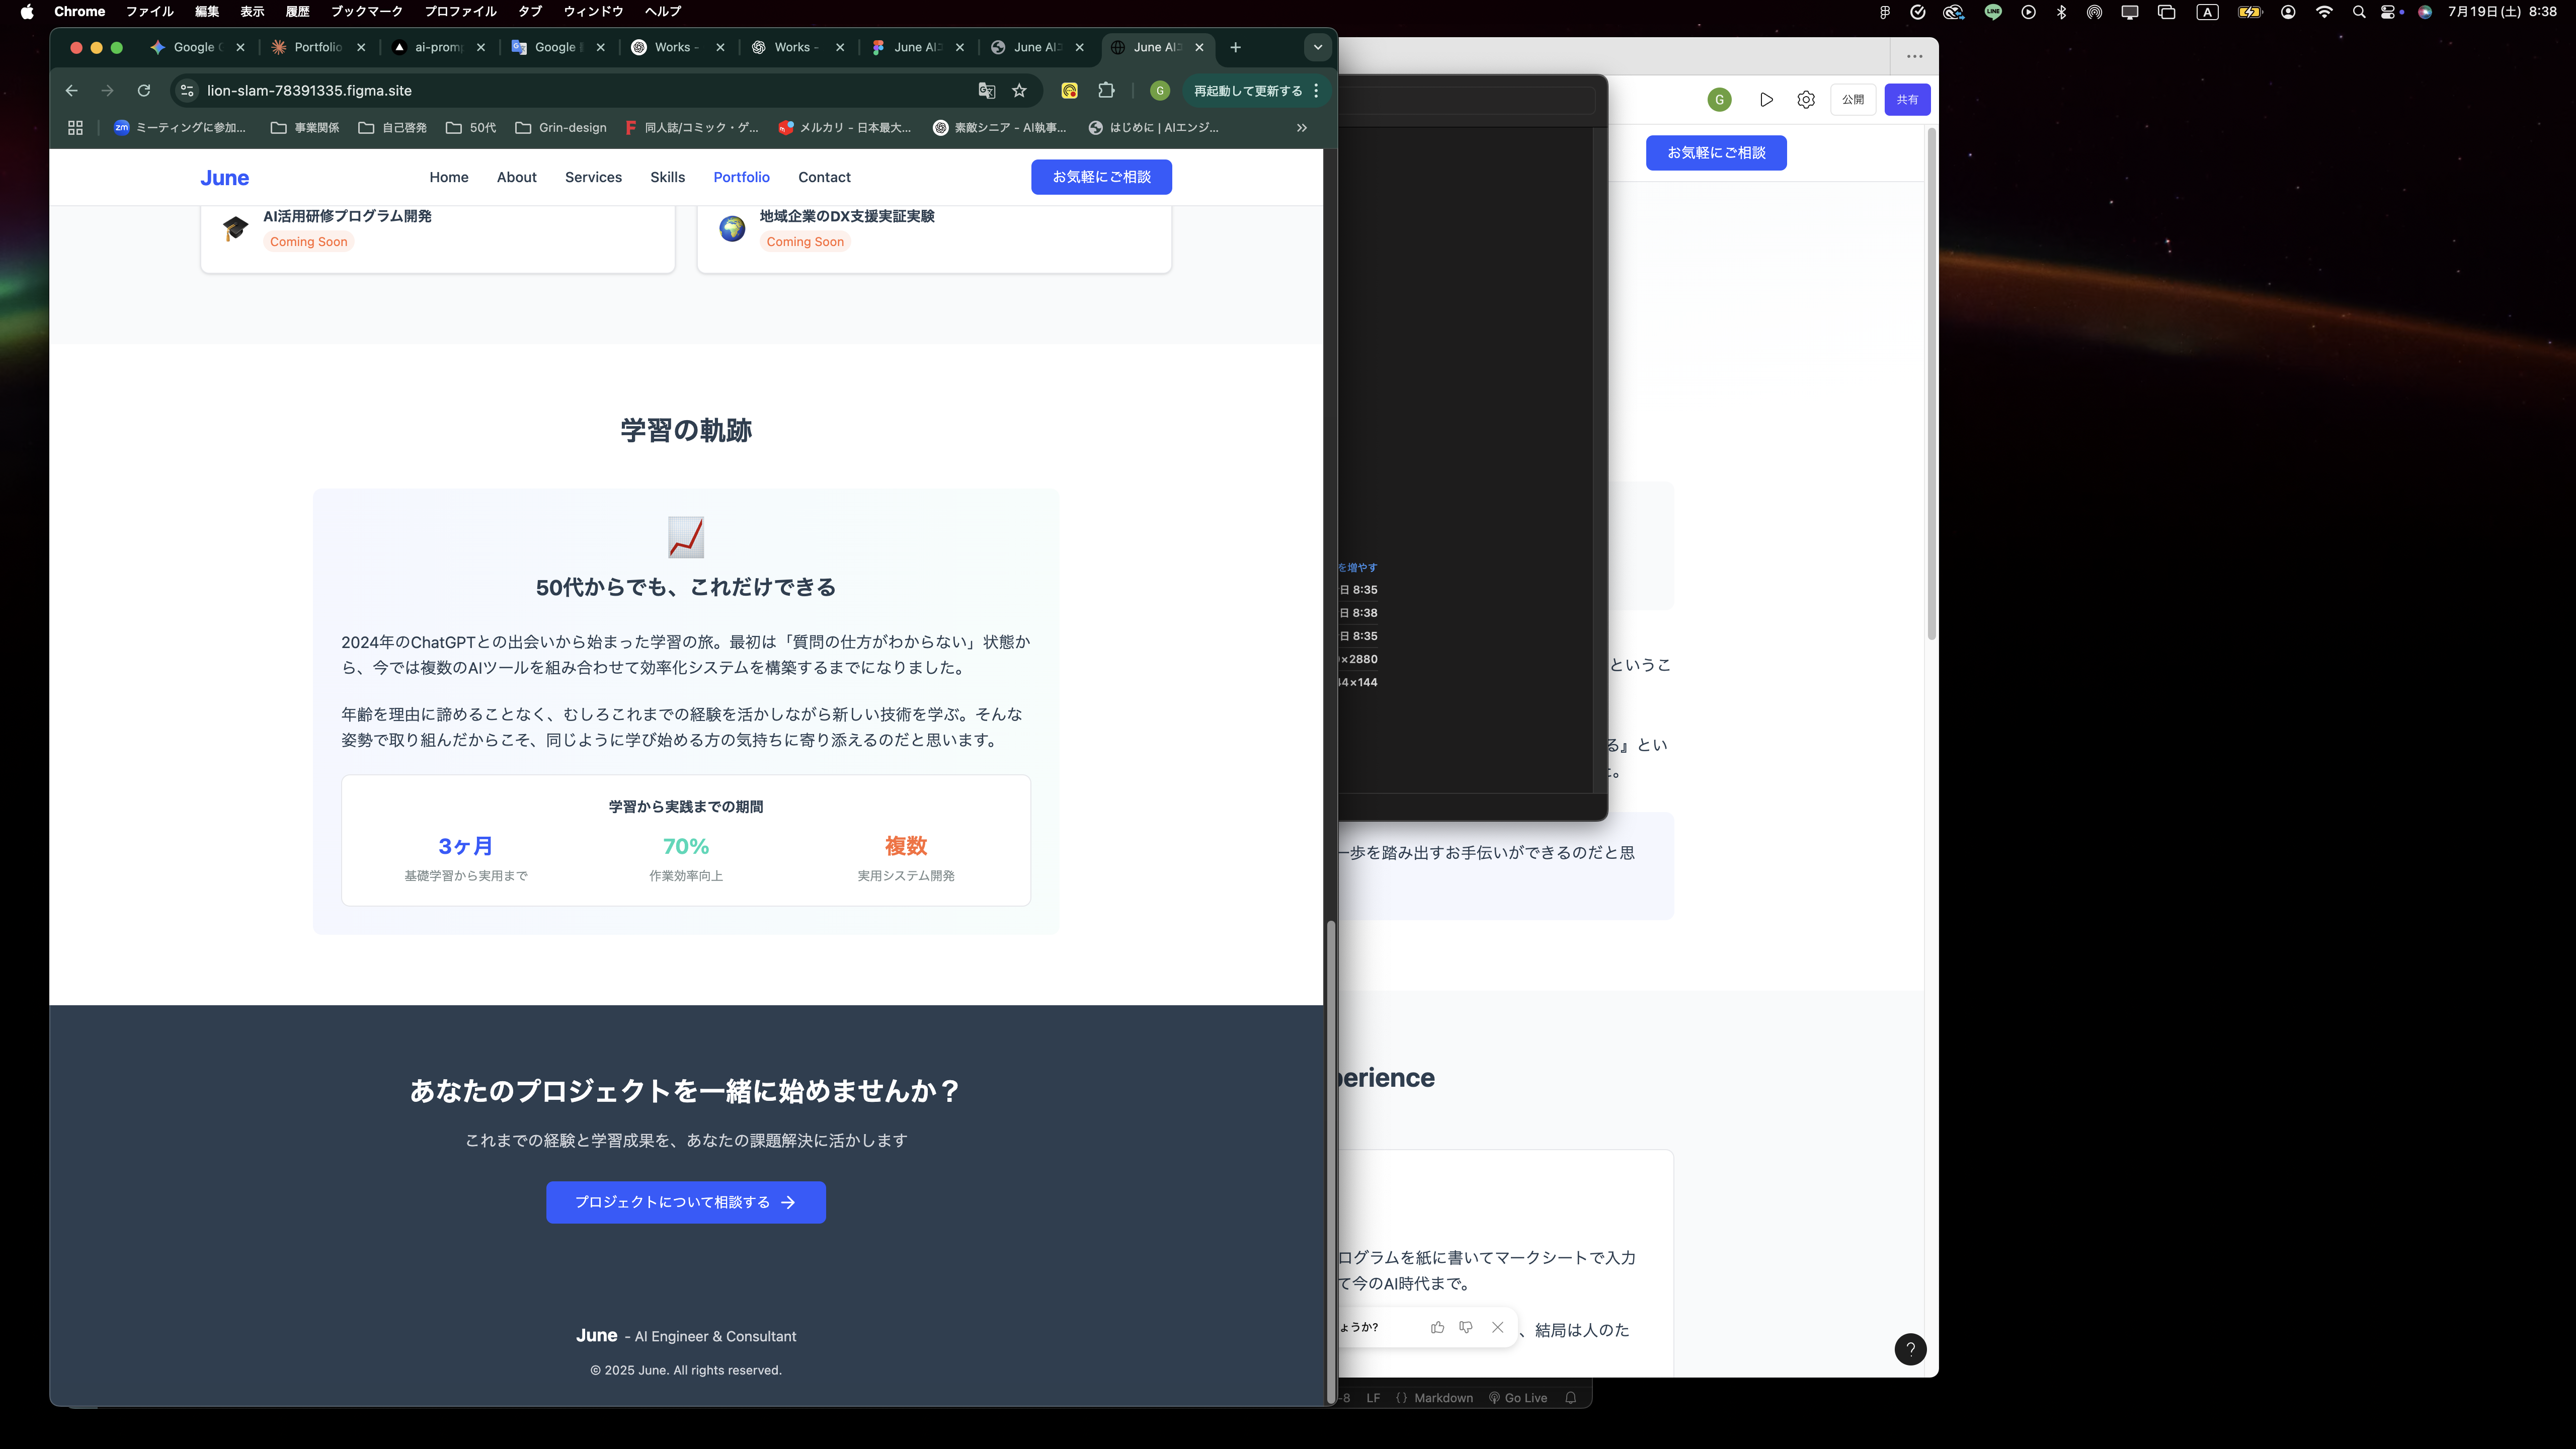 Chrome ファイル 編集 表示 履歴 ブックマーク プロファイル タブ ウィンドウ ヘルプ
LINE A 7月19日(土) 8:38
Google Portfolio ai-prom Google Works - Works - June AI June AI June AI
lion-slam-78391335.figma.site
G 再起動して更新する
zm ミーティングに参加... 事業関係 自己啓発 50代 Grin-design 同人誌/コミック・ゲ... メルカリ - 日本最大... 素敵シニア - AI執事... はじめに | AIエンジ...
June Home About Services Skills Portfolio Contact お気軽にご相談
AI活用研修プログラム開発
Coming Soon
地域企業のDX支援実証実験
Coming Soon
学習の軌跡
50代からでも、これだけできる
2024年のChatGPTとの出会いから始まった学習の旅。最初は「質問の仕方がわからない」状態か
ら、今では複数のAIツールを組み合わせて効率化システムを構築するまでになりました。
年齢を理由に諦めることなく、むしろこれまでの経験を活かしながら新しい技術を学ぶ。そんな
姿勢で取り組んだからこそ、同じように学び始める方の気持ちに寄り添えるのだと思います。
学習から実践までの期間
3ヶ月 70% 複数
基礎学習から実用まで 作業効率向上 実用システム開発
あなたのプロジェクトを一緒に始めませんか？
これまでの経験と学習成果を、あなたの課題解決に活かします
プロジェクトについて相談する →
June - AI Engineer & Consultant
© 2025 June. All rights reserved.
G 公開 共有
お気軽にご相談
を増やす
日 8:35
日 8:38
日 8:35
×2880
44×144
というこ
る』とい
た。
一歩を踏み出すお手伝いができるのだと思
perience
ログラムを紙に書いてマークシートで入力
て今のAI時代まで。
ょうか?
、結局は人のた
?
-8 LF {} Markdown Go Live